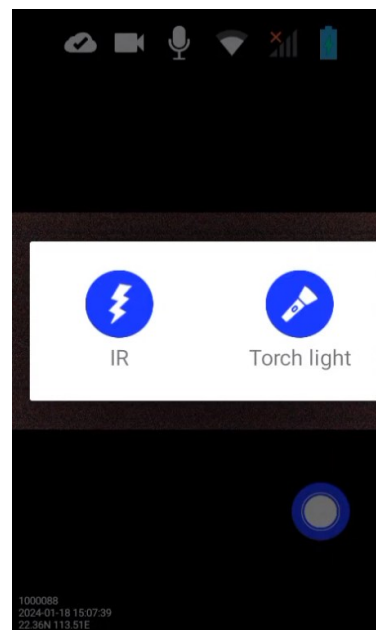 IR
Torch light
1000088
2024-01-18 15:07:39
22.36N 113.51E